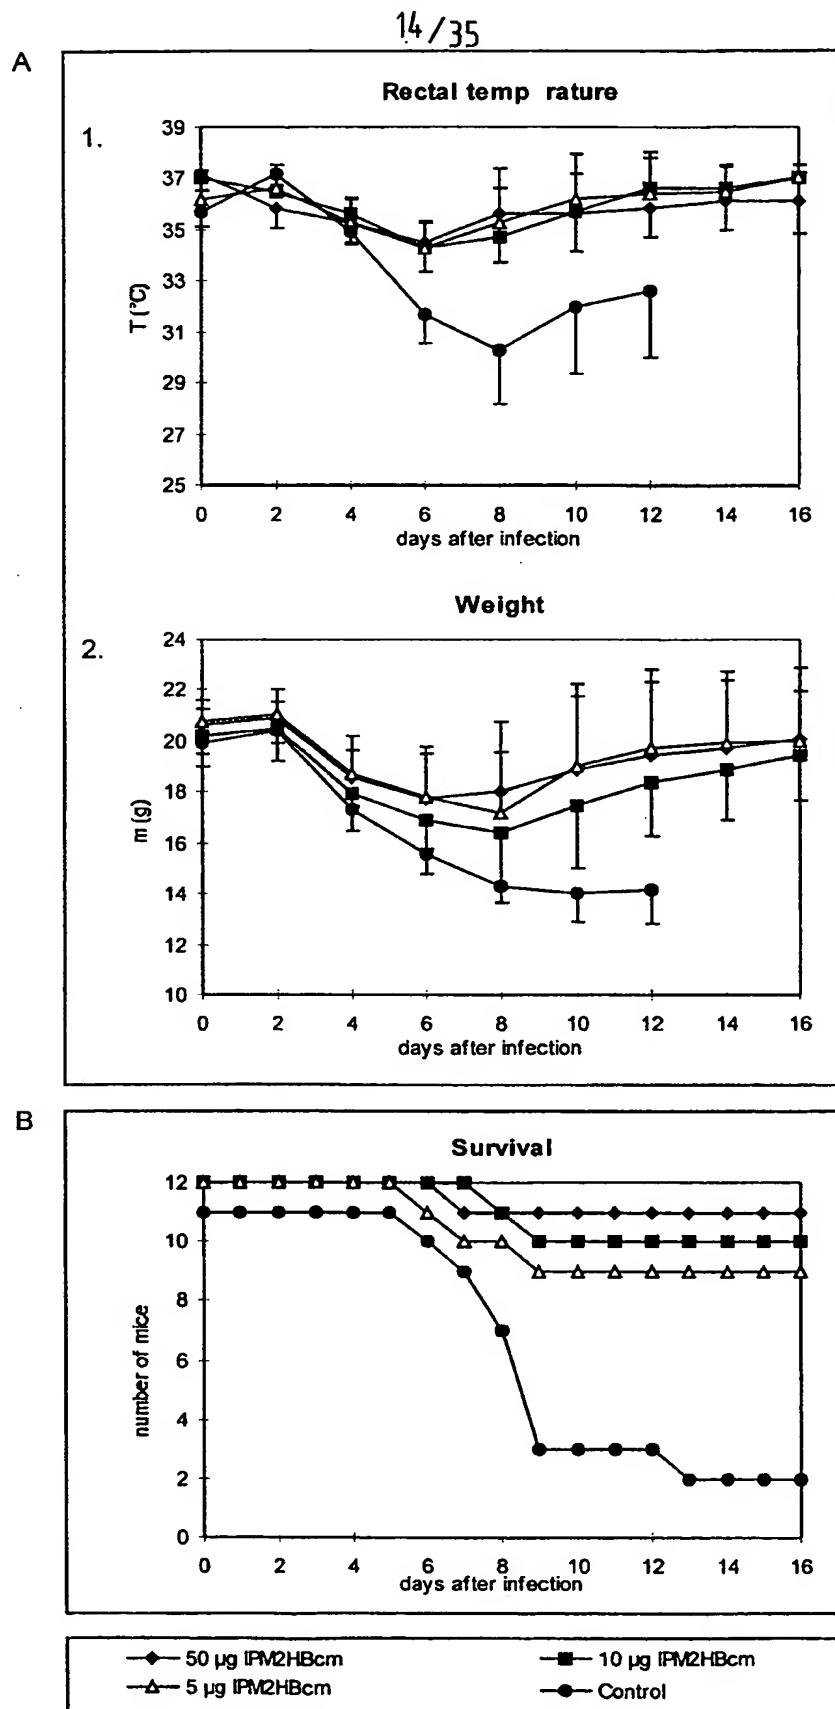 14/35
A
Rectal temp rature
1.
39
37
35
33
31
29
27
25
T (°C)
0 2 4 6 8 10 12 14 16
days after infection
Weight
2.
24
22
20
18
16
14
12
10
m (g)
0 2 4 6 8 10 12 14 16
days after infection
B
Survival
12
10
8
6
4
2
0
number of mice
0 2 4 6 8 10 12 14 16
days after infection
50 µg IPM2HBcm 10 µg IPM2HBcm
5 µg IPM2HBcm Control